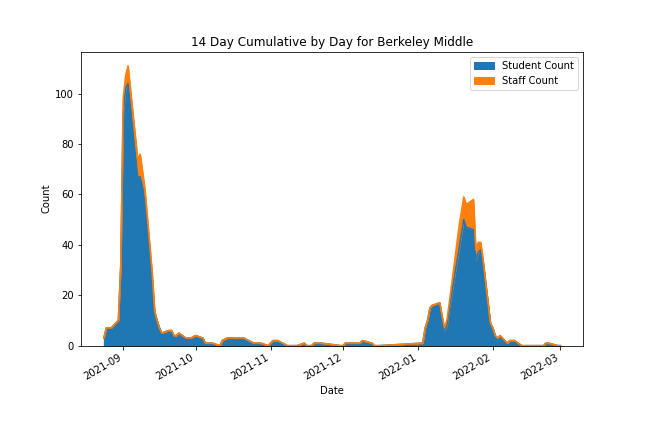 14 Day Cumulative by Day for Berkeley Middle
Student Count
Staff Count
Count
100
80
60
40
20
0
2021-09
2021-10
2021-11
2021-12
2022-01
2022-02
2022-03
Date